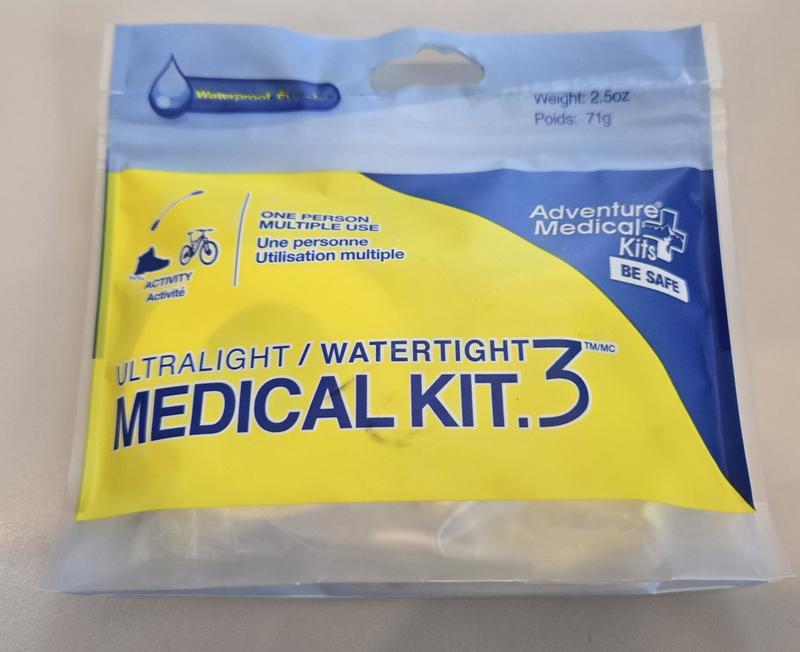 Waterproof
Weight: 2.5oz
Poids: 71g
ONE PERSON
MULTIPLE USE
Une personne
Utilisation multiple
ACTIVITY
Activité
Adventure®
Medical
Kits
BE SAFE
ULTRALIGHT / WATERTIGHT
MEDICAL KIT.3 TM/MC